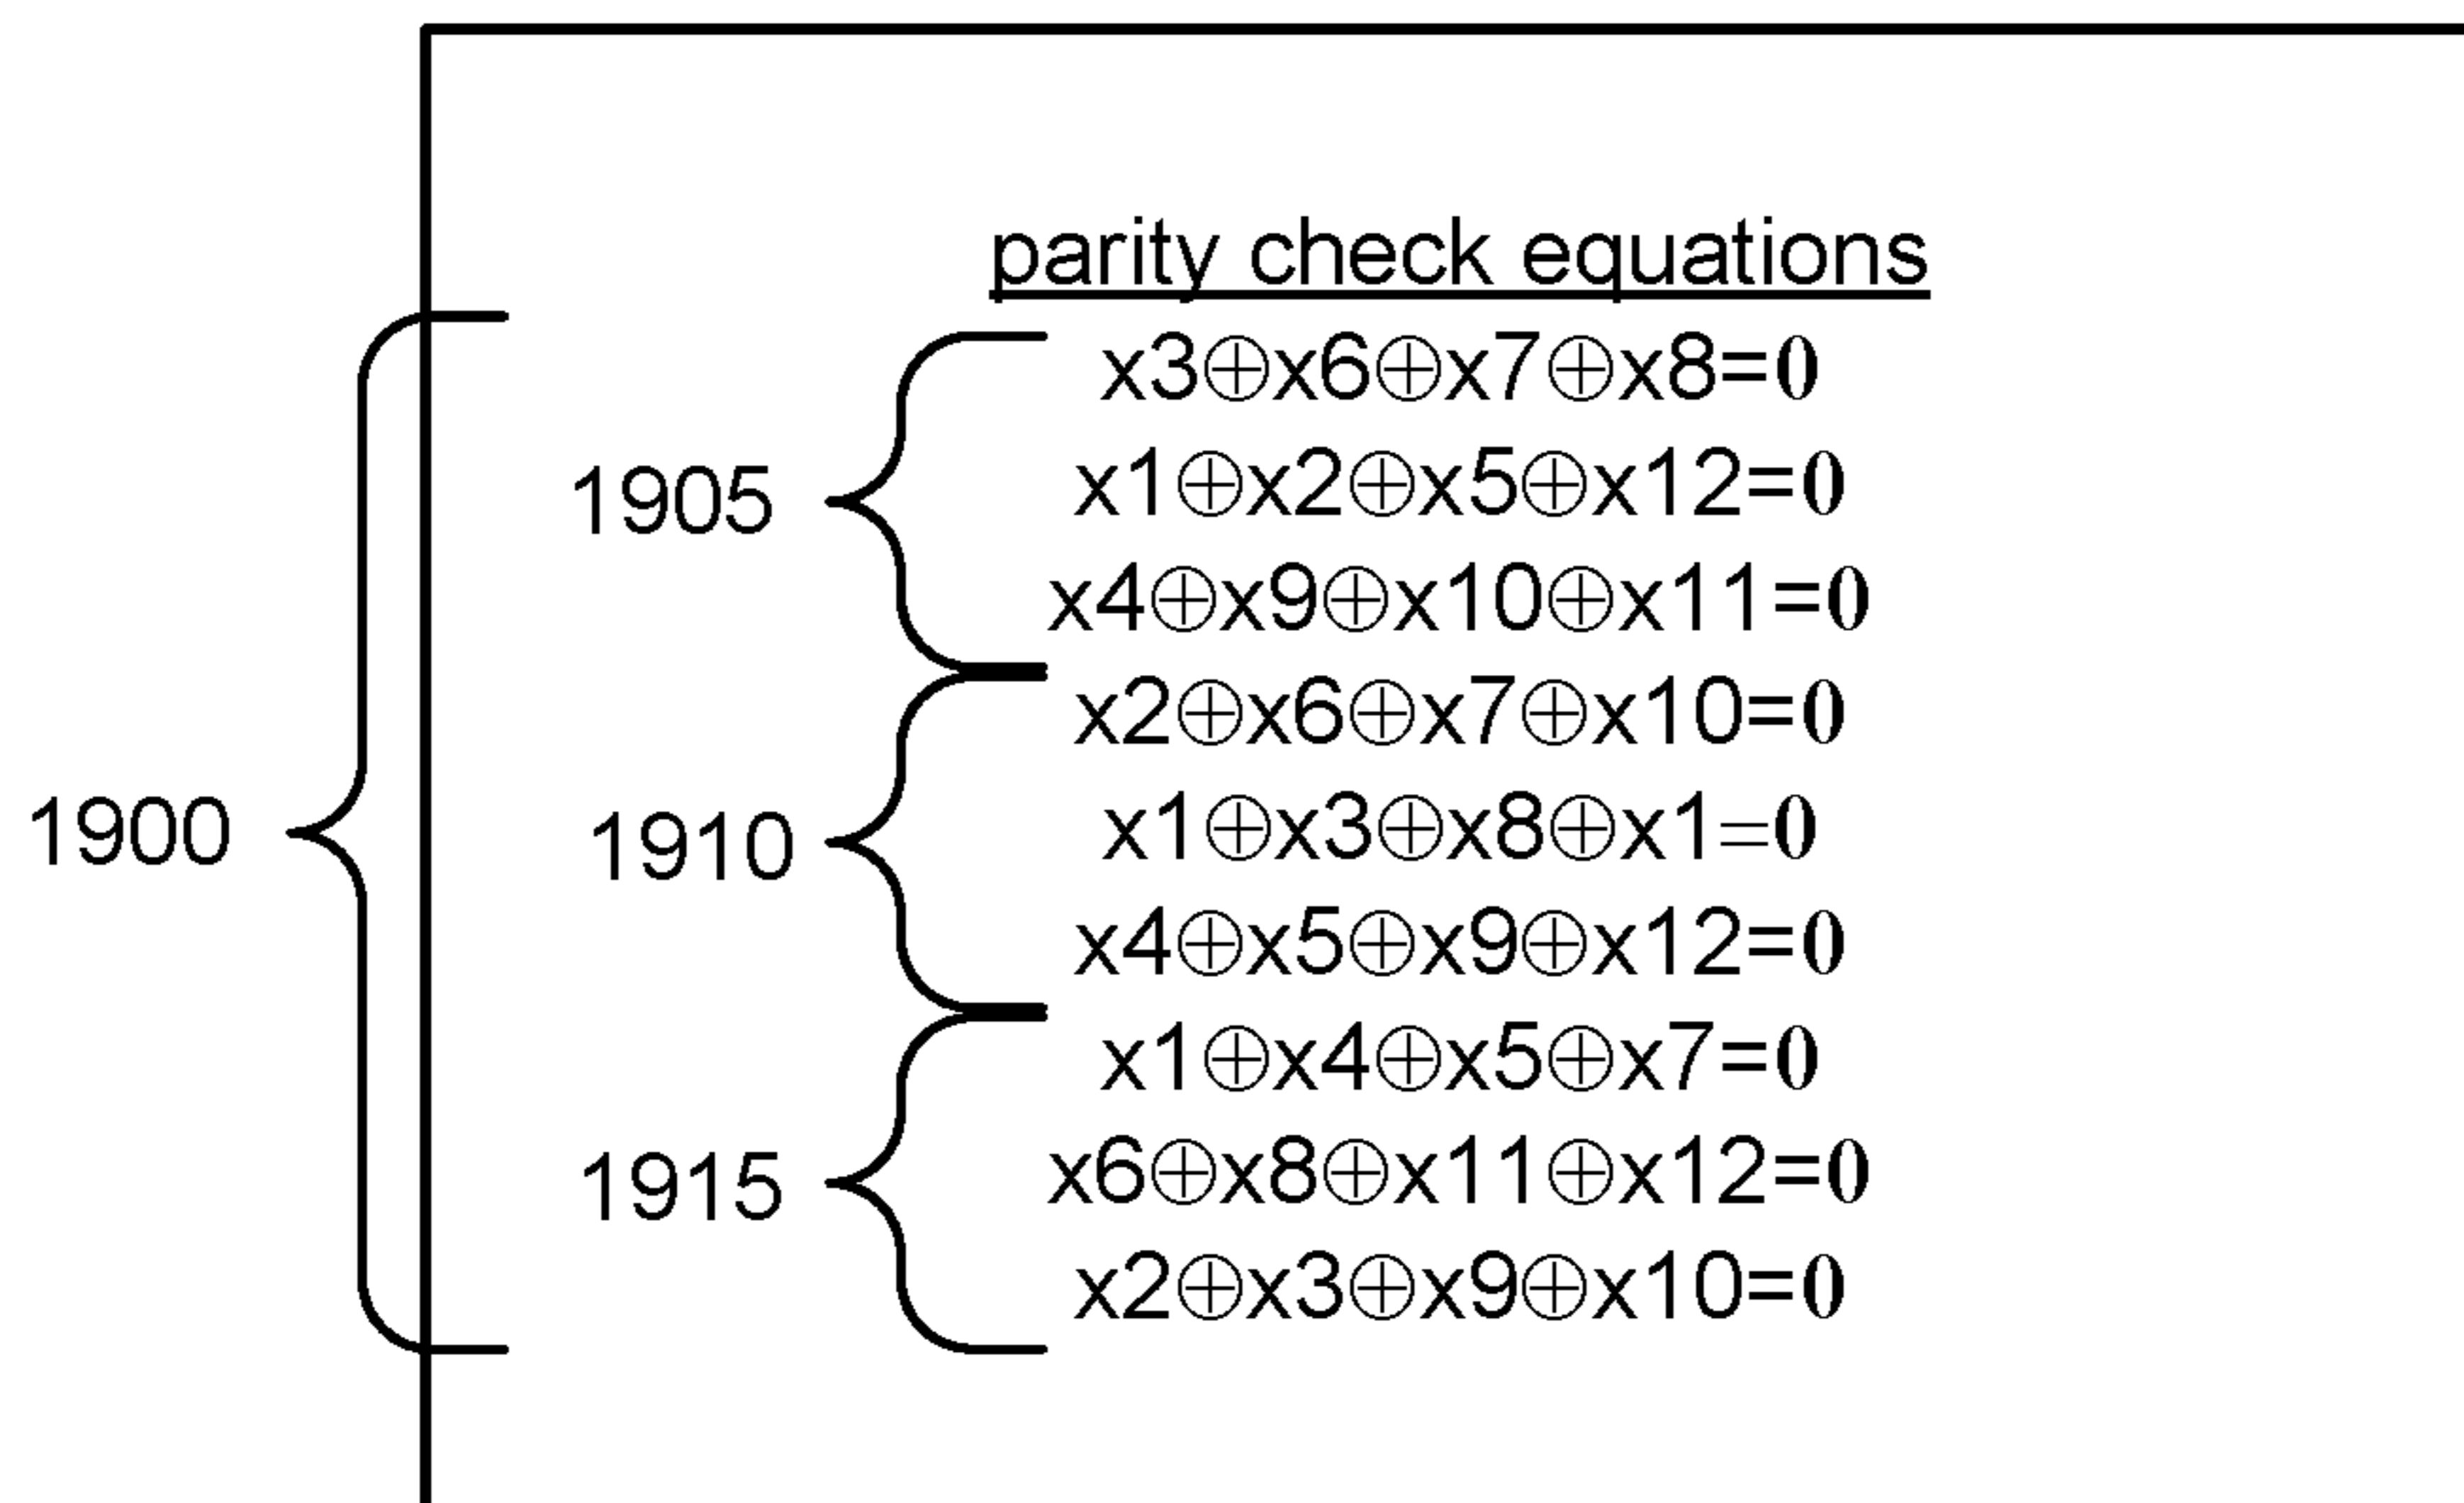 parity check equations
x3⊕x6⊕x7⊕x8=0
x1⊕x2⊕x5⊕x12=0
1905
x4⊕x9⊕x10⊕x11=0
x2⊕x6⊕x7⊕x10=0
1900
1910
x1⊕x3⊕x8⊕x1=0
x4⊕x5⊕x9⊕x12=0
x1⊕x4⊕x5⊕x7=0
1915
x6⊕x8⊕x11⊕x12=0
x2⊕x3⊕x9⊕x10=0